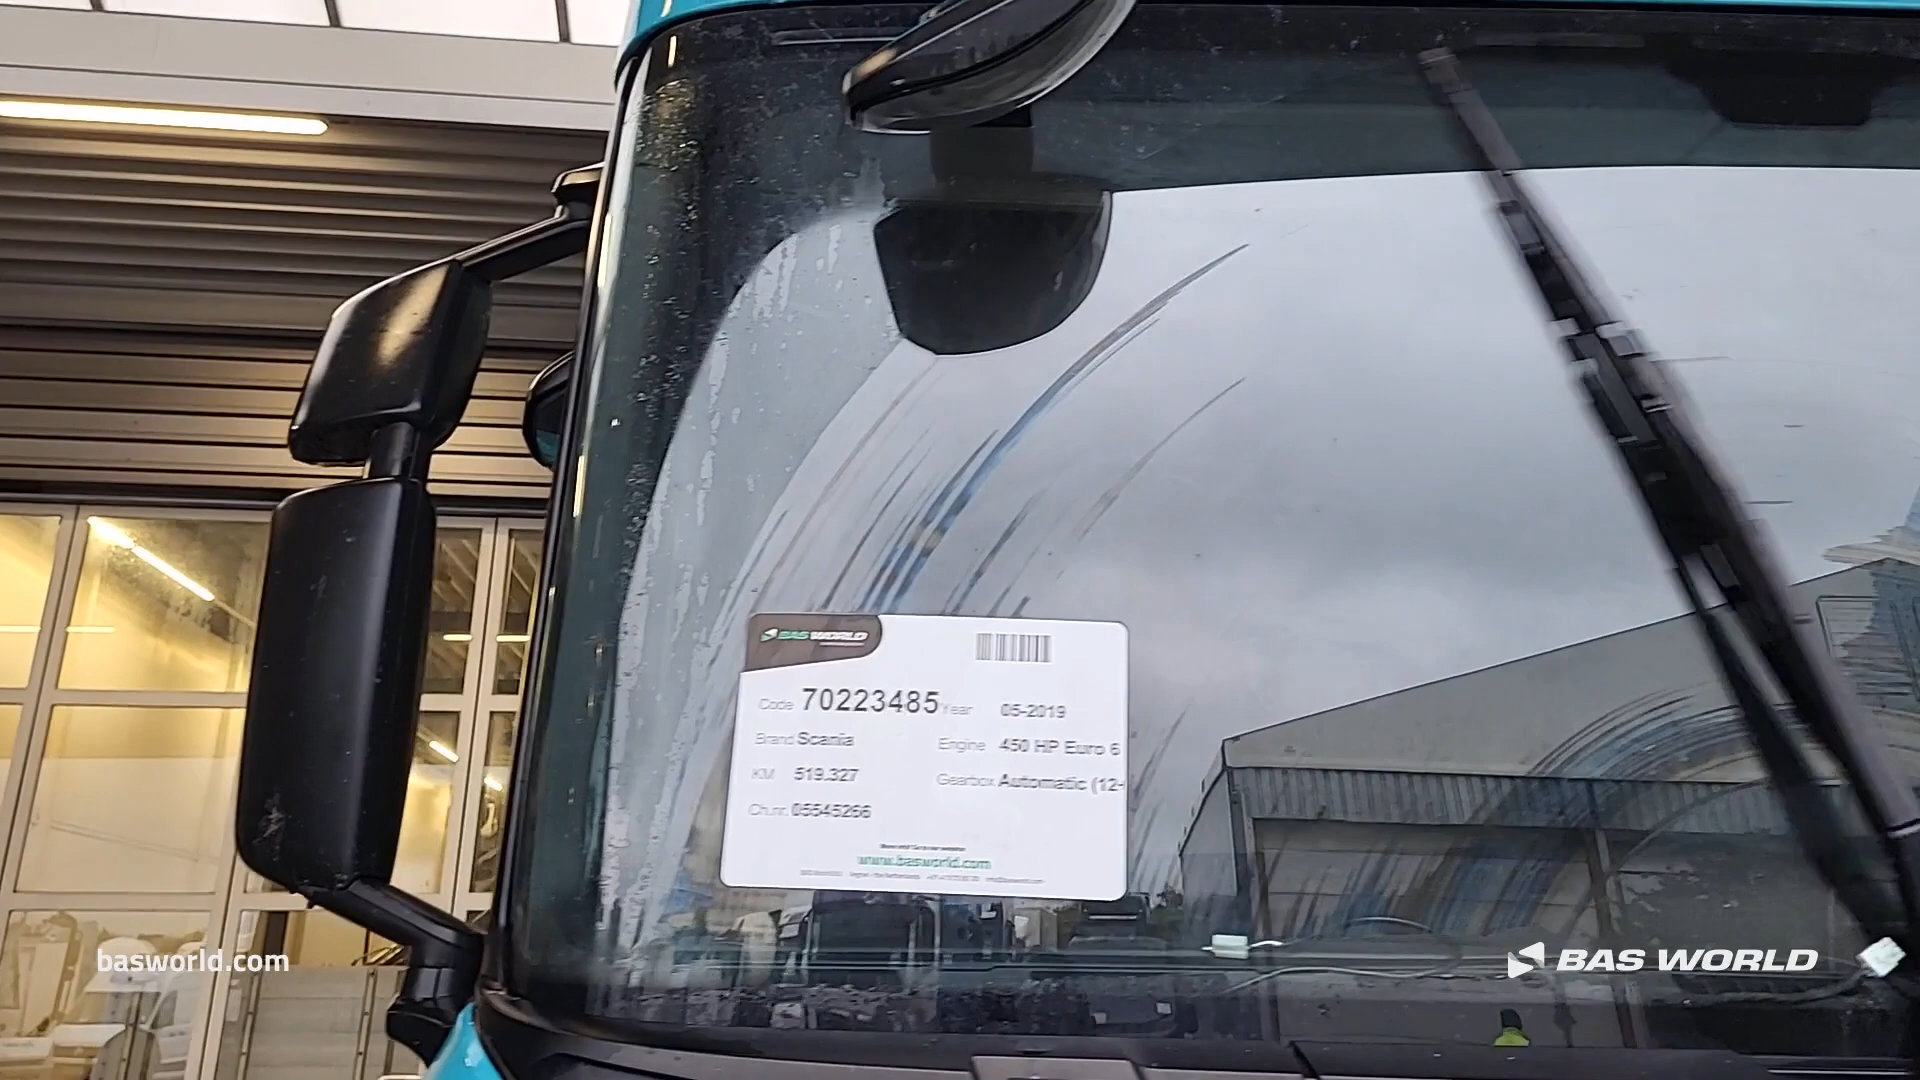 BAS WORLD
Code 70223485 Year 05-2019
Brand Scania Engine 450 HP Euro 6
KM 519.327 Gearbox Automatic (12+
Ch.nr. 05545266
www.basworld.com
basworld.com
BAS WORLD